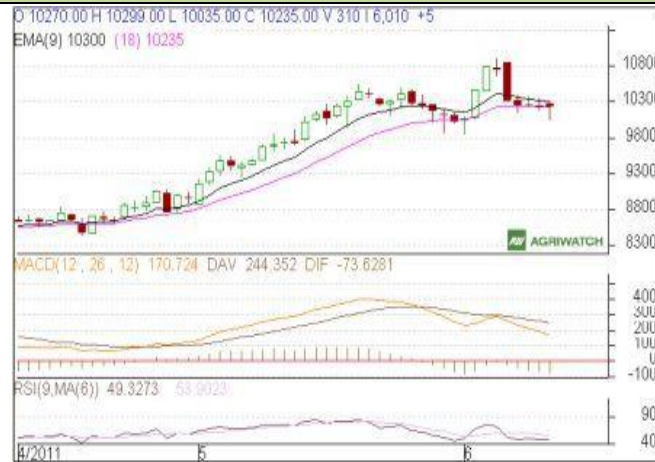 O 10270.00 H 10299.00 L 10035.00 C 10235.00 V 310 I 6,010 +5
EMA(9) 10300 (18) 10235
10800
10300
9800
9300
8800
8300
AW AGRIWATCH
MACD(12 , 26 , 12) 170.724 DAV 244.352 DIF -73.6281
400
300
200
100
0
-100
RSI(9,MA(6)) 49.3273 53.9023
90
40
4/2011 5 6